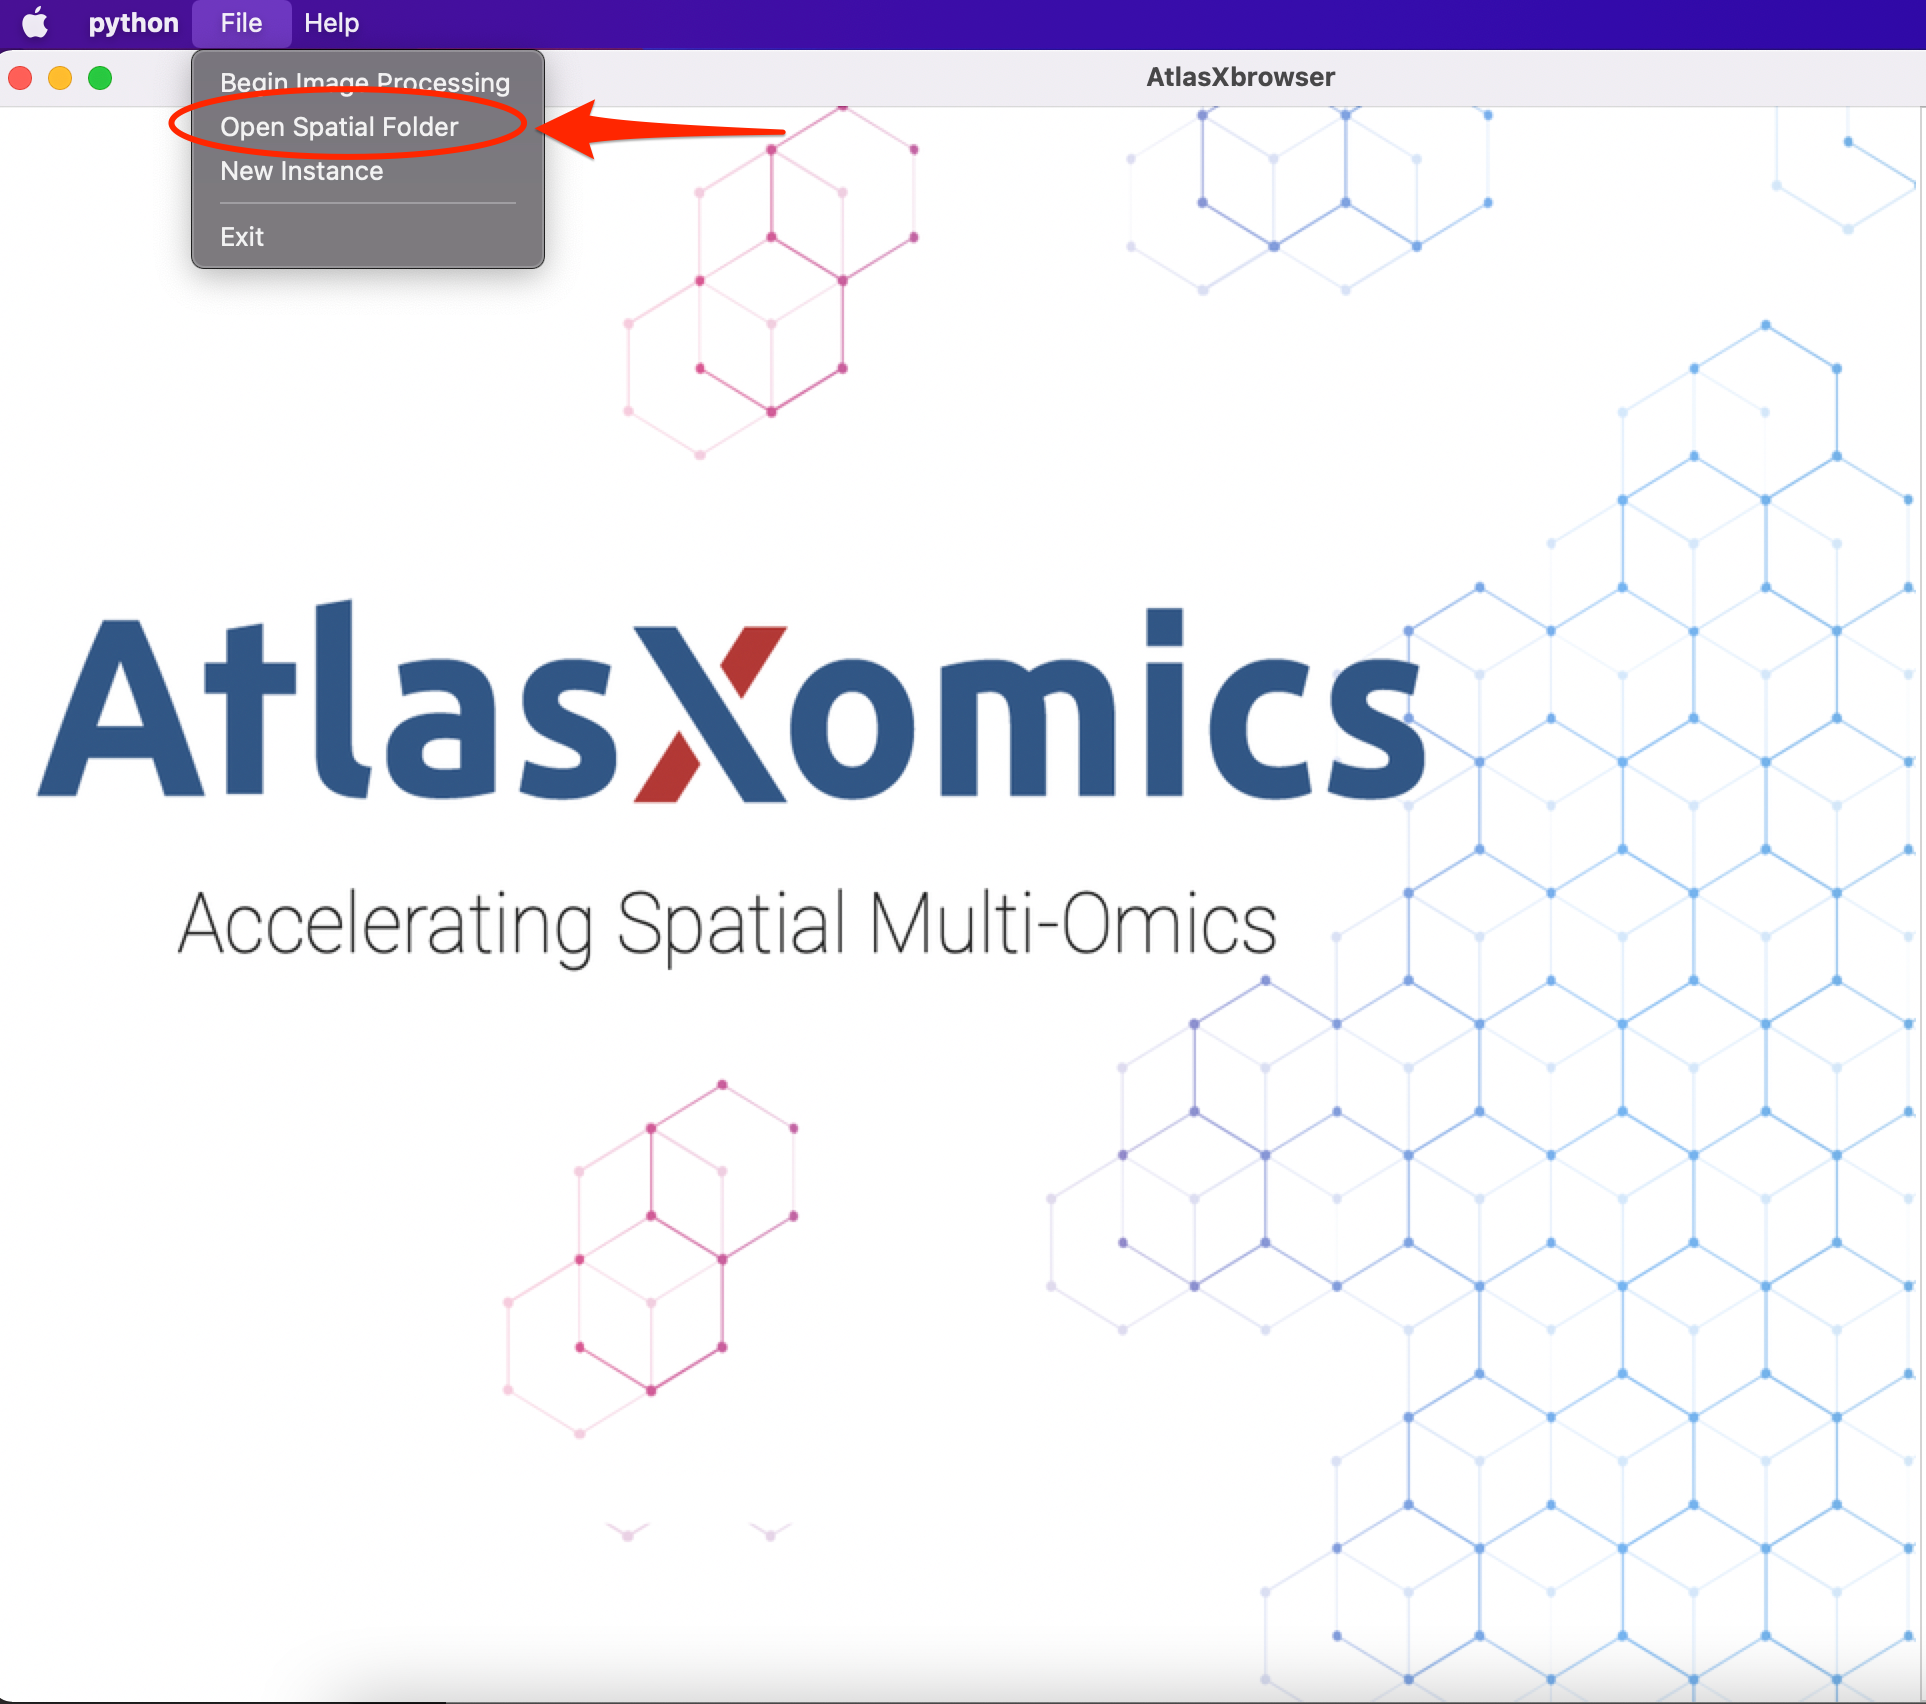 python File Help
AtlasXbrowser
Begin Image Processing
Open Spatial Folder
New Instance
Exit
AtlasXomics
Accelerating Spatial Multi-Omics